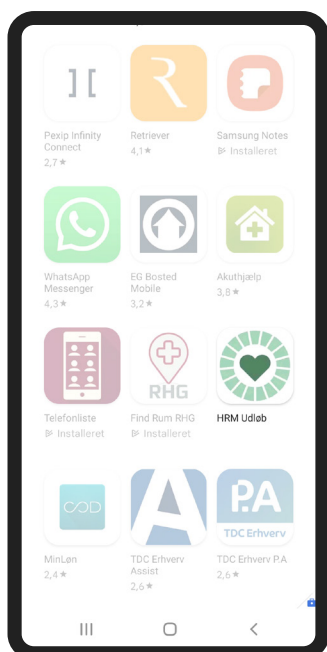 ][
Pexip Infinity
Connect
2,7 ★
Retriever
4,1 ★
Samsung Notes
Installeret
WhatsApp
Messenger
4,3 ★
EG Bosted
Mobile
3,2 ★
Akuthjælp
3,8 ★
Telefonliste
Installeret
RHG
Find Rum RHG
Installeret
HRM Udløb
COD
MinLøn
2,4 ★
A
TDC Erhverv
Assist
2,6 ★
P.A
TDC Erhverv
TDC Erhverv P.A
2,6 ★